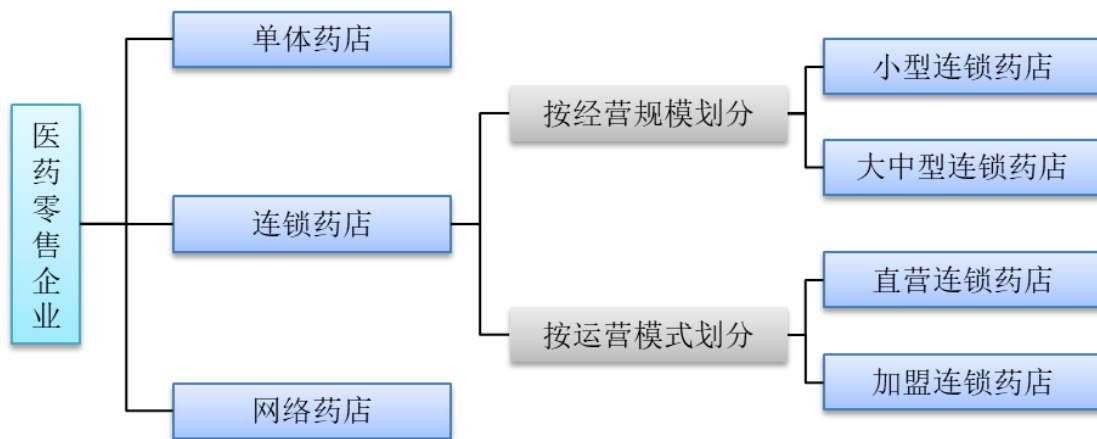 医药零售企业
单体药店
连锁药店
网络药店
按经营规模划分
按运营模式划分
小型连锁药店
大中型连锁药店
直营连锁药店
加盟连锁药店